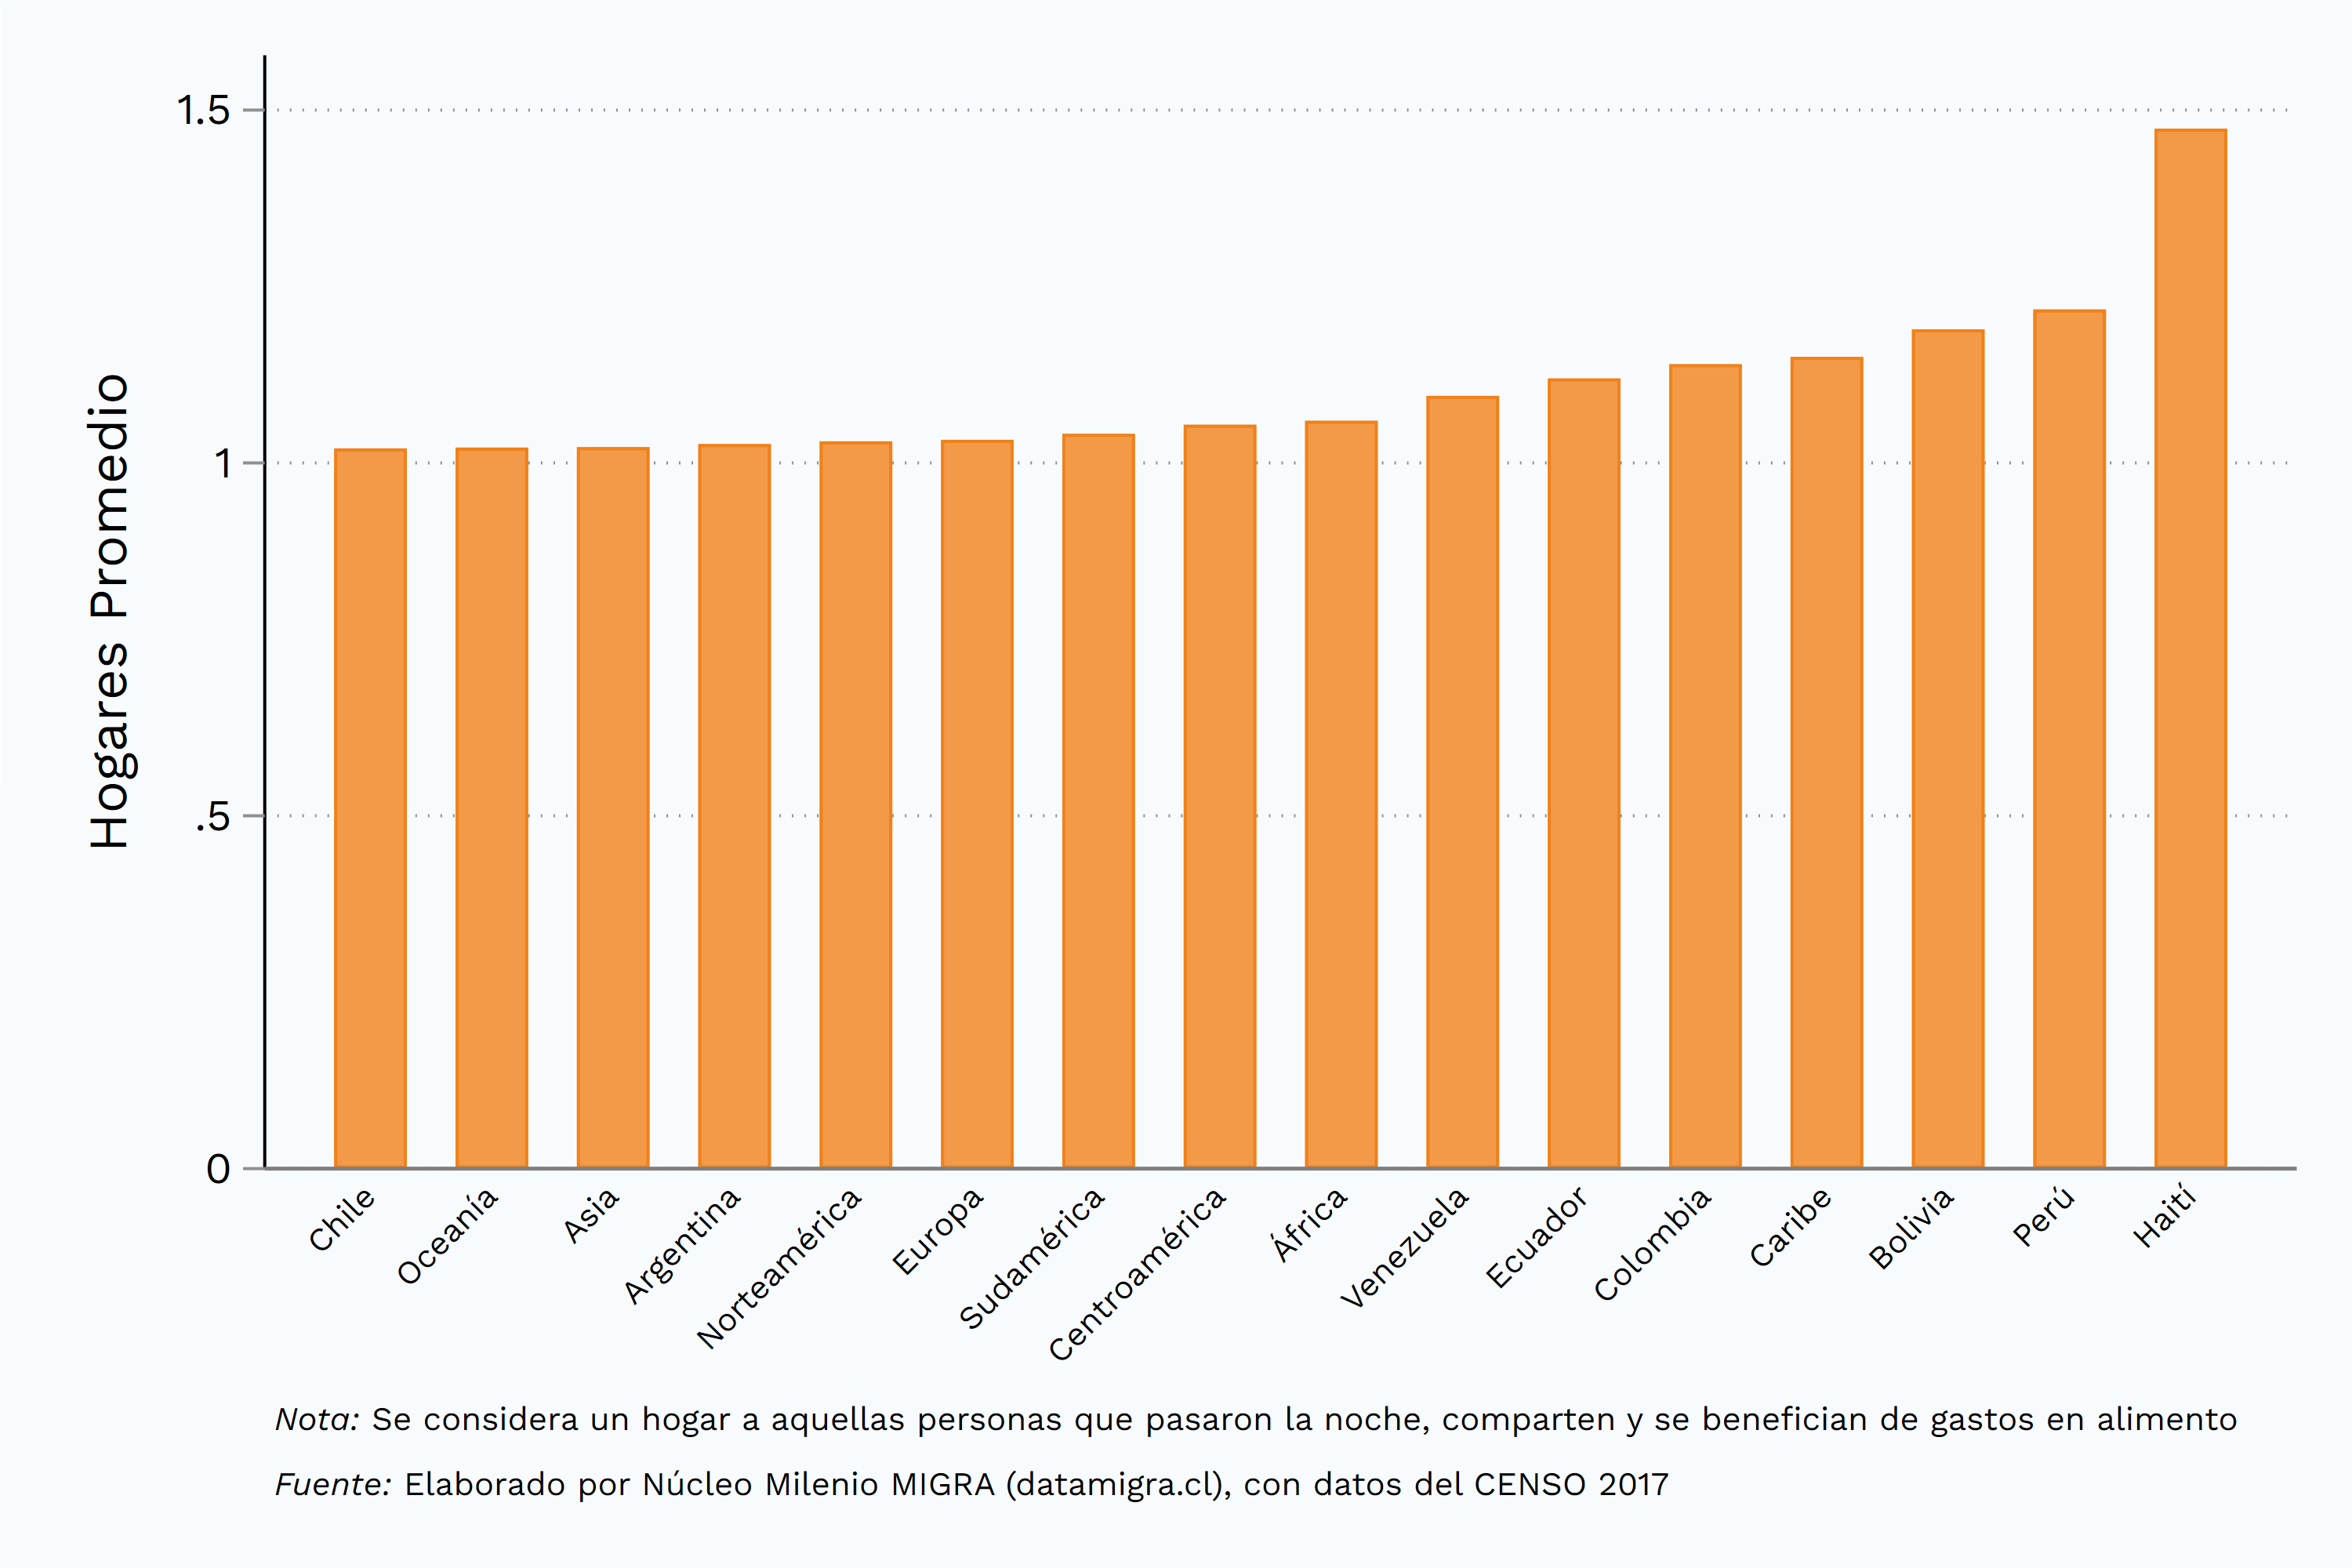 Hogares Promedio
1.5
1
.5
0
Chile
Oceanía
Asia
Argentina
Norteamérica
Europa
Sudamérica
Centroamérica
África
Venezuela
Ecuador
Colombia
Caribe
Bolivia
Perú
Haití
Nota: Se considera un hogar a aquellas personas que pasaron la noche, comparten y se benefician de gastos en alimento
Fuente: Elaborado por Núcleo Milenio MIGRA (datamigra.cl), con datos del CENSO 2017